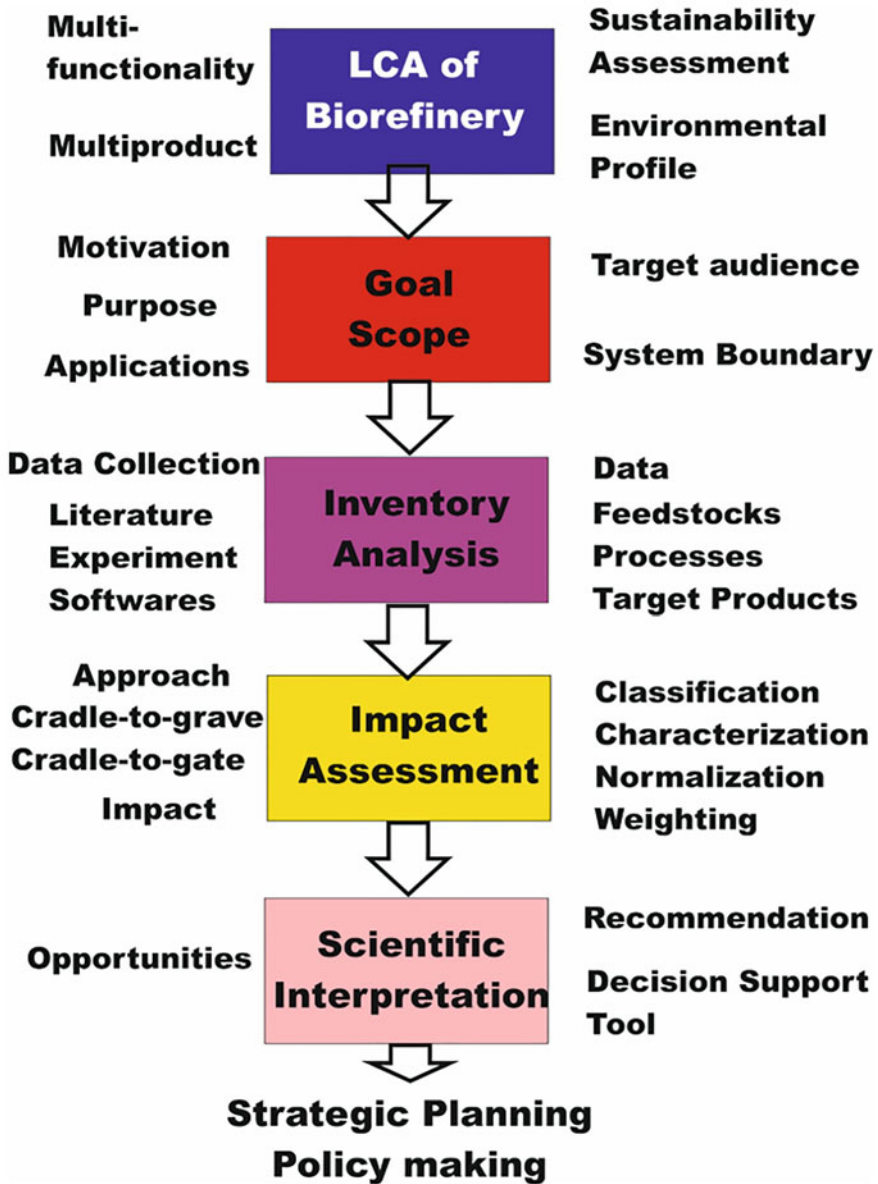 Multi-
functionality
Multiproduct
LCA of
Biorefinery
Sustainability
Assessment
Environmental
Profile
Motivation
Purpose
Applications
Goal
Scope
Target audience
System Boundary
Data Collection
Literature
Experiment
Softwares
Inventory
Analysis
Data
Feedstocks
Processes
Target Products
Approach
Cradle-to-grave
Cradle-to-gate
Impact
Impact
Assessment
Classification
Characterization
Normalization
Weighting
Opportunities
Scientific
Interpretation
Recommendation
Decision Support
Tool
Strategic Planning
Policy making